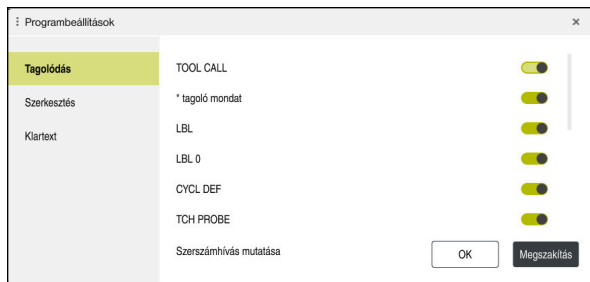 Programbeállítások
Tagolódás
TOOL CALL
Szerkesztés
* tagoló mondat
Klartext
LBL
LBL 0
CYCL DEF
TCH PROBE
Szerszámhívás mutatása
OK
Megszakítás